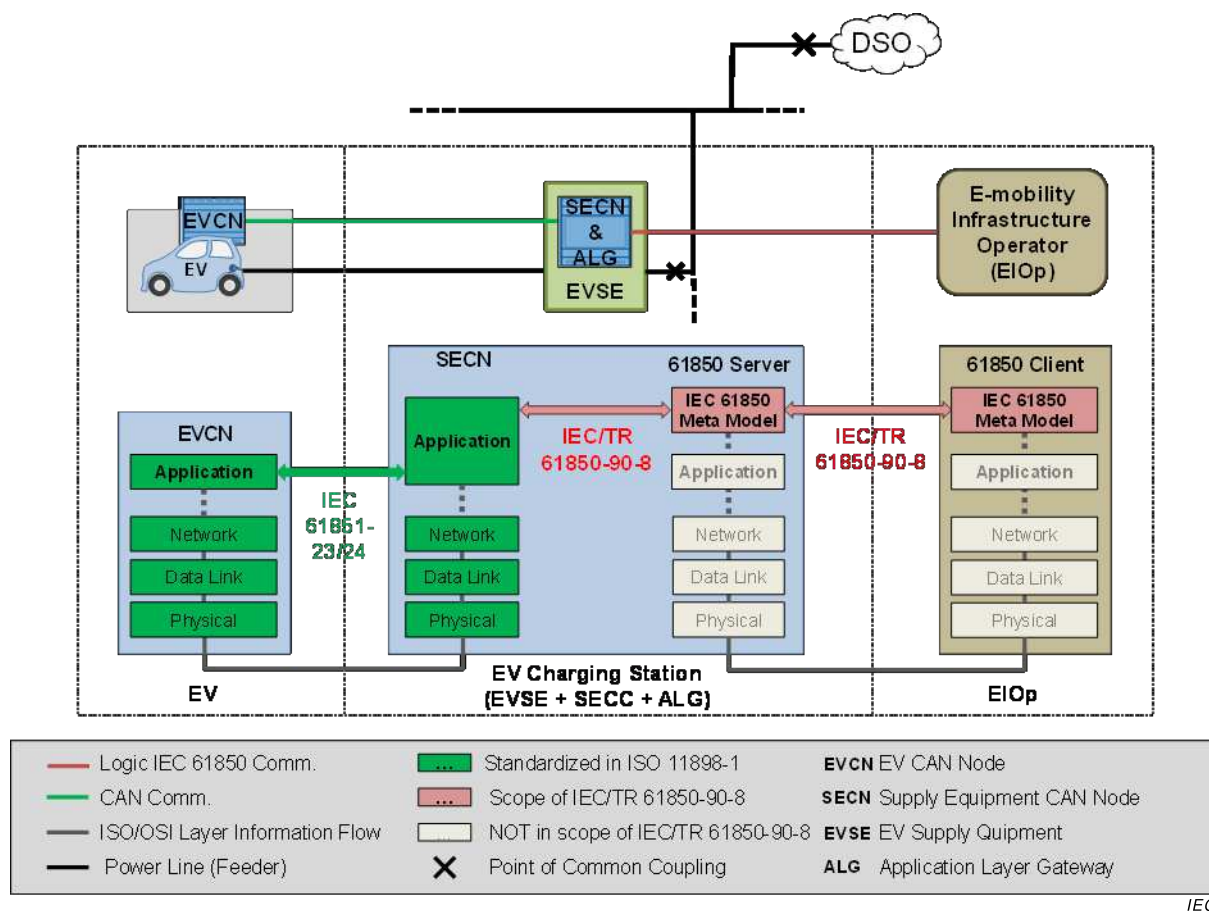 DSO
EVCN
EV
SECN
&
ALG
EVSE
E-mobility
Infrastructure
Operator
(EIOp)
SECN
61850 Server
61850 Client
EVCN
Application
Application
IEC 61850
Meta Model
IEC 61850
Meta Model
IEC/TR
61850-90-8
IEC/TR
61850-90-8
IEC
61851-
23/24
Application
Application
Network
Network
Network
Network
Data Link
Data Link
Data Link
Data Link
Physical
Physical
Physical
Physical
EV
EV Charging Station
(EVSE + SECC + ALG)
EIOp
Logic IEC 61850 Comm.
CAN Comm.
ISO/OSI Layer Information Flow
Power Line (Feeder)
... Standardized in ISO 11898-1
... Scope of IEC/TR 61850-90-8
... NOT in scope of IEC/TR 61850-90-8
Point of Common Coupling
EVCN EV CAN Node
SECN Supply Equipment CAN Node
EVSE EV Supply Quipment
ALG Application Layer Gateway